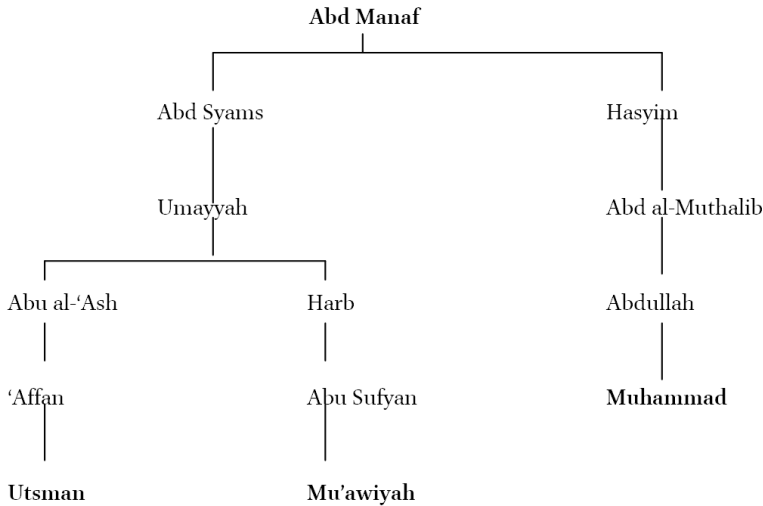 Abd Manaf
Abd Syams
Hasyim
Umayyah
Abd al-Muthalib
Abu al-‘Ash
Harb
Abdullah
‘Affan
Abu Sufyan
Muhammad
Utsman
Mu’awiyah